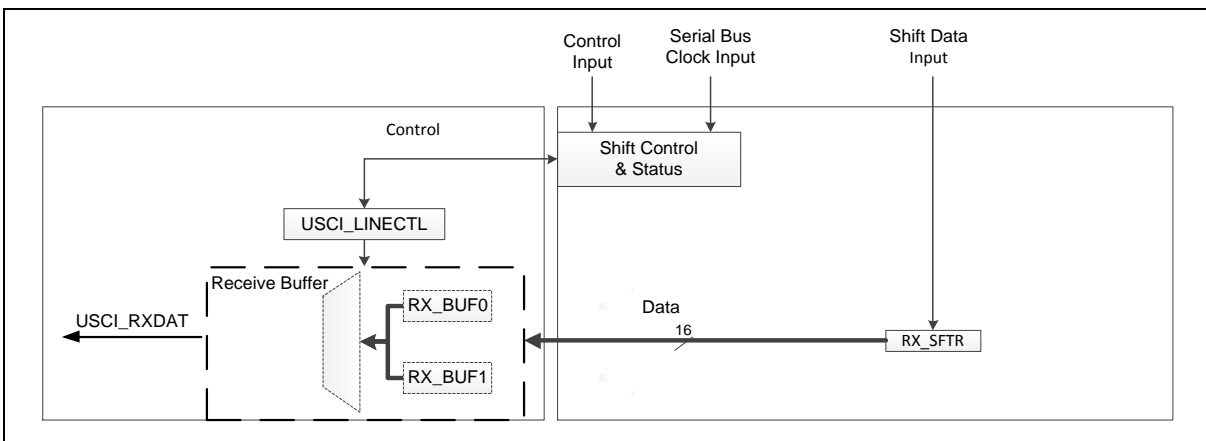 Control
Input
Serial Bus
Clock Input
Shift Data
Input
Control
Shift Control
& Status
USCI_LINECTL
Receive Buffer
RX_BUF0
USCI_RXDAT
Data
16
RX_SFTR
RX_BUF1